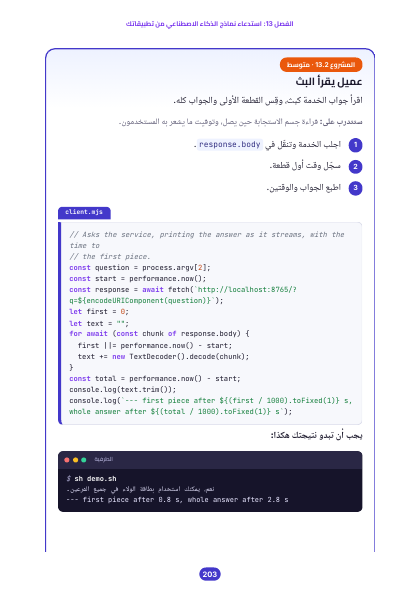 الفصل 13: استدعاء نماذج الذكاء الاصطناعي من تطبيقاتك
المشروع 13.2 · متوسط
عميل يقرأ البث
اقرأ جواب الخدمة كبث، وقِس القطعة الأولى والجواب كله.
ستتدرب على: قراءة جسم الاستجابة حين يصل، وتوقيت ما يشعر به المستخدمون.
1 اجلب الخدمة وتنقّل في response.body.
2 سجّل وقت أول قطعة.
3 اطبع الجواب والوقتين.
client.mjs
// Asks the service, printing the answer as it streams, with the
time to
// the first piece.
const question = process.argv[2];
const start = performance.now();
const response = await fetch(`http://localhost:8765/?
q=${encodeURIComponent(question)}`);
let first = 0;
let text = "";
for await (const chunk of response.body) {
  first ||= performance.now() - start;
  text += new TextDecoder().decode(chunk);
}
const total = performance.now() - start;
console.log(text.trim());
console.log(`--- first piece after ${(first / 1000).toFixed(1)} s,
whole answer after ${(total / 1000).toFixed(1)} s`);
يجب أن تبدو نتيجتك هكذا:
الطرفية
$ sh demo.sh
نعم، يمكنك استخدام بطاقة الولاء في جميع الفرعين.
--- first piece after 0.8 s, whole answer after 2.8 s
203